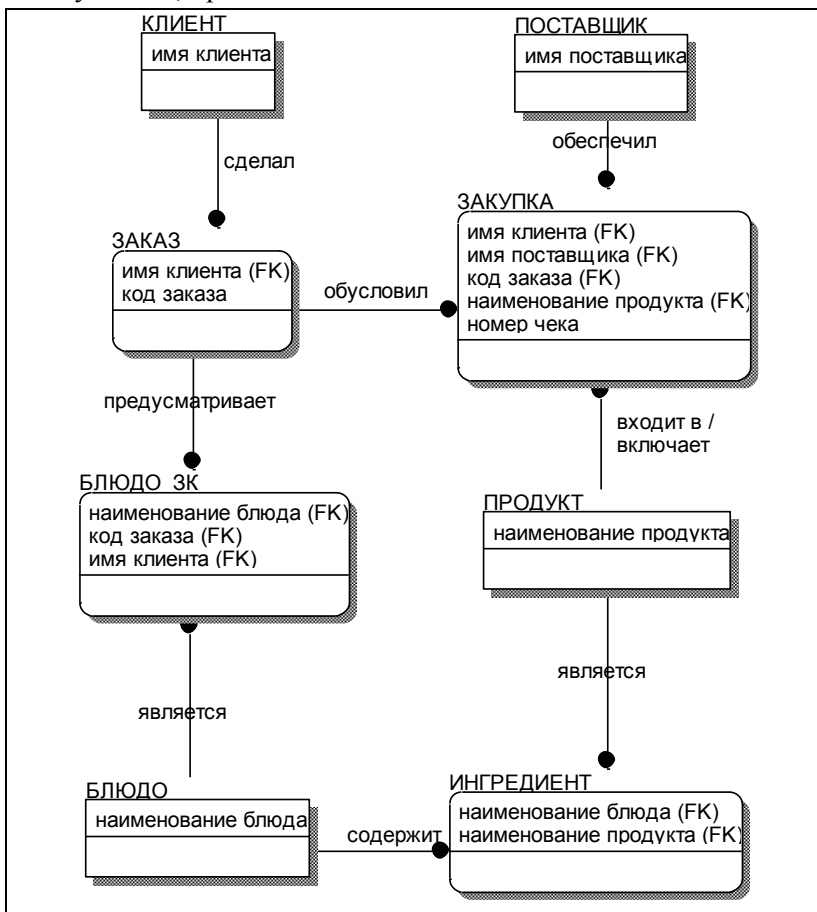 КЛИЕНТ
имя клиента
ПОСТАВЩИК
имя поставщика
сделал
обеспечил
ЗАКАЗ
имя клиента (FK)
код заказа
обусловил
ЗАКУПКА
имя клиента (FK)
имя поставщика (FK)
код заказа (FK)
наименование продукта (FK)
номер чека
предусматривает
входит в /
включает
БЛЮДО_ЗК
наименование блюда (FK)
код заказа (FK)
имя клиента (FK)
ПРОДУКТ
наименование продукта
является
является
БЛЮДО
наименование блюда
содержит
ИНГРЕДИЕНТ
наименование блюда (FK)
наименование продукта (FK)